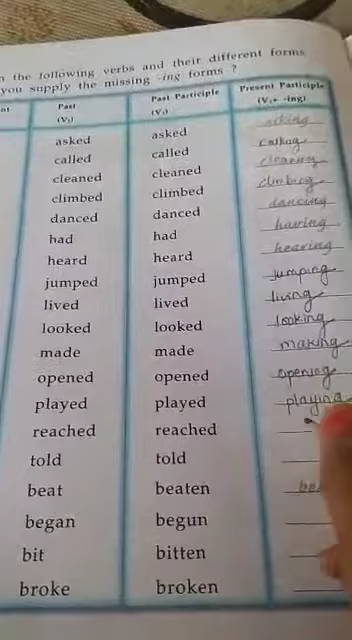 the following verbs and their different forms
you supply the missing -ing forms ?
Past Past Participle Present Participle
(V₂) (V₃) (V₁+ -ing)
asked asked asking
called called calling
cleaned cleaned cleaning
climbed climbed climbing
danced danced dancing
had had having
heard heard hearing
jumped jumped jumping
lived lived living
looked looked looking
made made making
opened opened opening
played played playing
reached reached
told told
beat beaten
began begun
bit bitten
broke broken